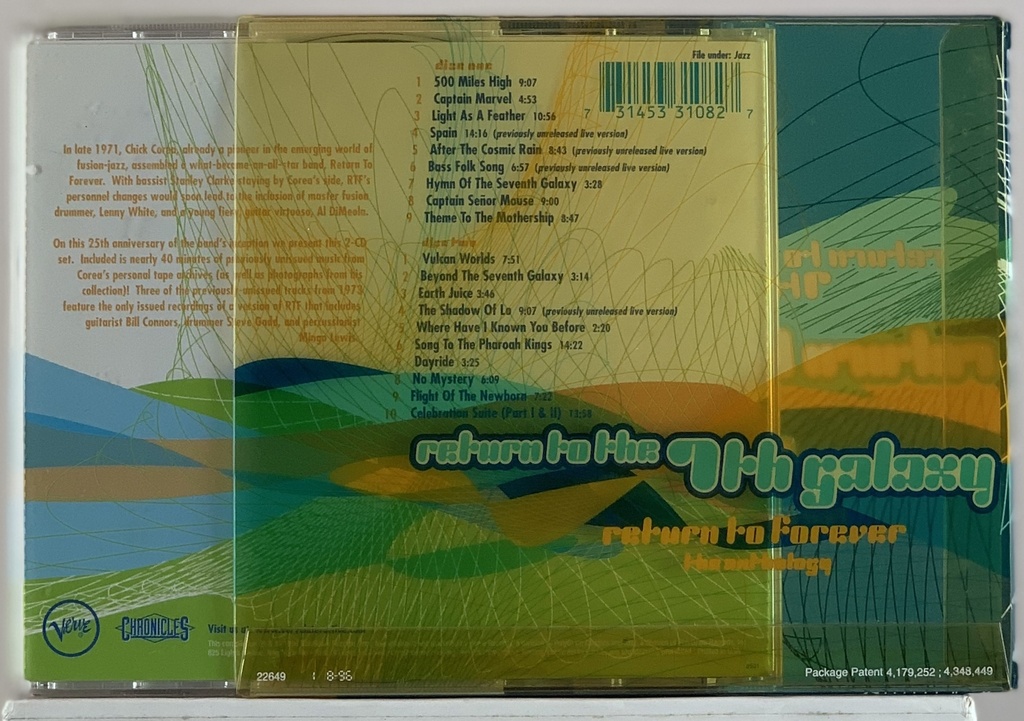 File under: Jazz
7 31453 31082 7
disc one
1 500 Miles High 9:07
2 Captain Marvel 4:53
3 Light As A Feather 10:56
4 Spain 14:16 (previously unreleased live version)
5 After The Cosmic Rain 8:43 (previously unreleased live version)
6 Bass Folk Song 6:57 (previously unreleased live version)
7 Hymn Of The Seventh Galaxy 3:28
8 Captain Señor Mouse 9:00
9 Theme To The Mothership 8:47
disc two
1 Vulcan Worlds 7:51
2 Beyond The Seventh Galaxy 3:14
3 Earth Juice 3:46
4 The Shadow Of Lo 9:07 (previously unreleased live version)
5 Where Have I Known You Before 2:20
6 Song To The Pharoah Kings 14:22
7 Dayride 3:25
8 No Mystery 6:09
9 Flight Of The Newborn 7:22
10 Celebration Suite (Part I & II) 13:58
In late 1971, Chick Corea, already a pioneer in the emerging world of
fusion-jazz, assembled a what-became-an-all-star band, Return To
Forever. With bassist Stanley Clarke staying by Corea's side, RTF's
personnel changes would soon lead to the inclusion of master fusion
drummer, Lenny White, and a young fiery guitar virtuoso, Al DiMeola.
On this 25th anniversary of the band's inception we present this 2-CD
set. Included is nearly 40 minutes of previously unissued music from
Corea's personal tape archives (as well as photographs from his
collection)! Three of the previously unissued tracks from 1973
feature the only issued recordings of a version of RTF that includes
guitarist Bill Connors, drummer Steve Gadd, and percussionist
Mingo Lewis.
return to the 7th galaxy
return to forever
the anthology
Verve
CHRONICLES
Visit
22649 1 8-96
Package Patent 4,179,252 ; 4,348,449